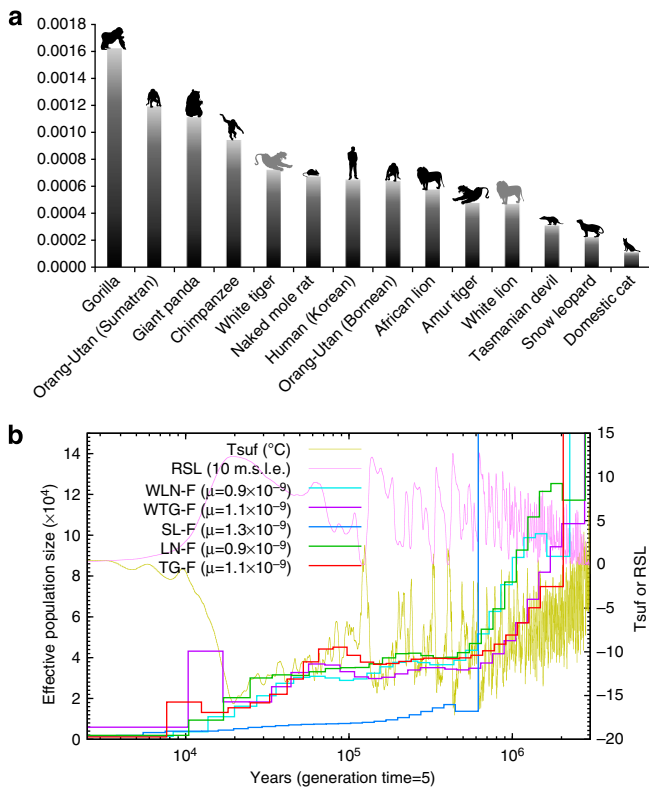 a
0.0018
0.0016
0.0014
0.0012
0.0010
0.0008
0.0006
0.0004
0.0002
0.0000
Gorilla
Orang-Utan (Sumatran)
Giant panda
Chimpanzee
White tiger
Naked mole rat
Human (Korean)
Orang-Utan (Bornean)
African lion
Amur tiger
White lion
Tasmanian devil
Snow leopard
Domestic cat
b
Effective population size (×10⁴)
14
12
10
8
6
4
2
0
Tsuf (°C)
RSL (10 m.s.l.e.)
WLN-F (μ=0.9×10⁻⁹)
WTG-F (μ=1.1×10⁻⁹)
SL-F (μ=1.3×10⁻⁹)
LN-F (μ=0.9×10⁻⁹)
TG-F (μ=1.1×10⁻⁹)
15
10
5
0
−5
−10
−15
−20
Tsuf or RSL
10⁴
10⁵
10⁶
Years (generation time=5)